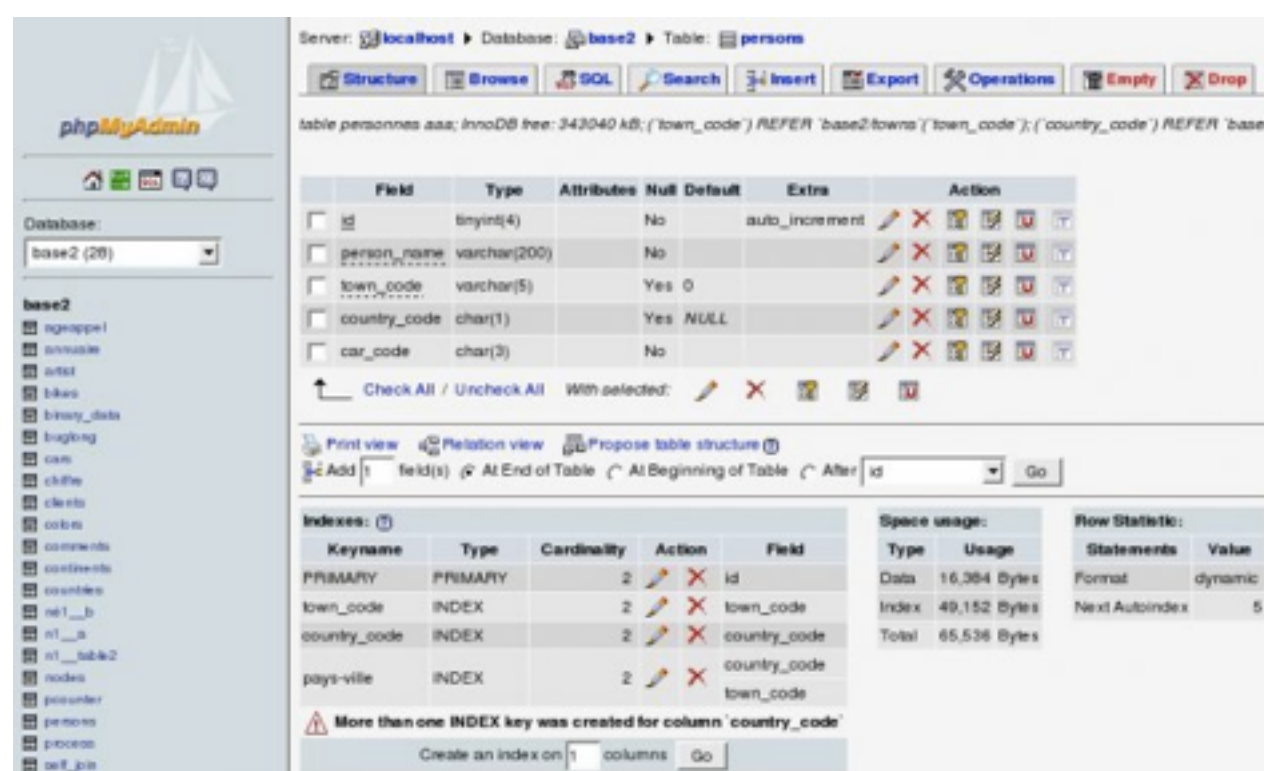 Server: localhost ▸ Database: base2 ▸ Table: persons
Structure Browse SQL Search Insert Export Operations Empty Drop
phpMyAdmin
table personnes aaa; InnoDB free: 343040 kB; (`town_code`) REFER `base2/towns`(`town_code`); (`country_code`) REFER `base
Database:
base2 (28)
base2
ageappel
annuaire
artist
bikes
binary_data
buglong
cars
chiffre
clients
colors
comments
continents
countries
n1__a
n1__table2
nodes
pcounter
persons
process
self_join
Field Type Attributes Null Default Extra Action
id tinyint(4) No auto_increment
person_name varchar(200) No
town_code varchar(5) Yes 0
country_code char(1) Yes NULL
car_code char(3) No
Check All / Uncheck All With selected:
Print view Relation view Propose table structure
Add 1 field(s) At End of Table At Beginning of Table After id Go
Indexes:
Keyname Type Cardinality Action Field
PRIMARY PRIMARY 2 id
town_code INDEX 2 town_code
country_code INDEX 2 country_code
pays-ville INDEX 2 country_code
town_code
More than one INDEX key was created for column `country_code`
Create an index on 1 columns Go
Space usage:
Type Usage
Data 16,384 Bytes
Index 49,152 Bytes
Total 65,536 Bytes
Row Statistic:
Statements Value
Format dynamic
Next Autoindex 5